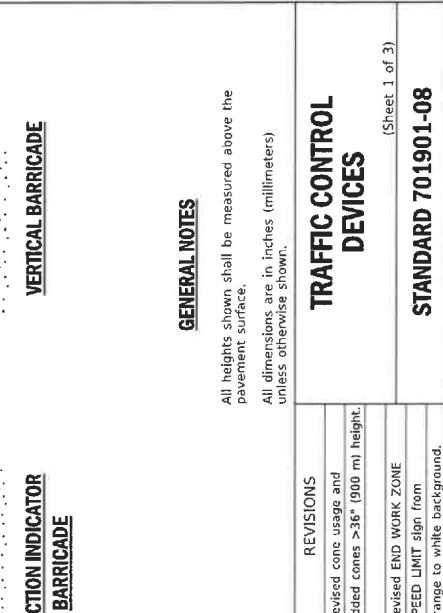 CTION INDICATOR
BARRICADE
VERTICAL BARRICADE
GENERAL NOTES
All heights shown shall be measured above the
pavement surface.
All dimensions are in inches (millimeters)
unless otherwise shown.
REVISIONS
evised cone usage and
dded cones >36" (900 m) height.
evised END WORK ZONE
PEED LIMIT sign from
ange to white background.
TRAFFIC CONTROL
DEVICES
(Sheet 1 of 3)
STANDARD 701901-08